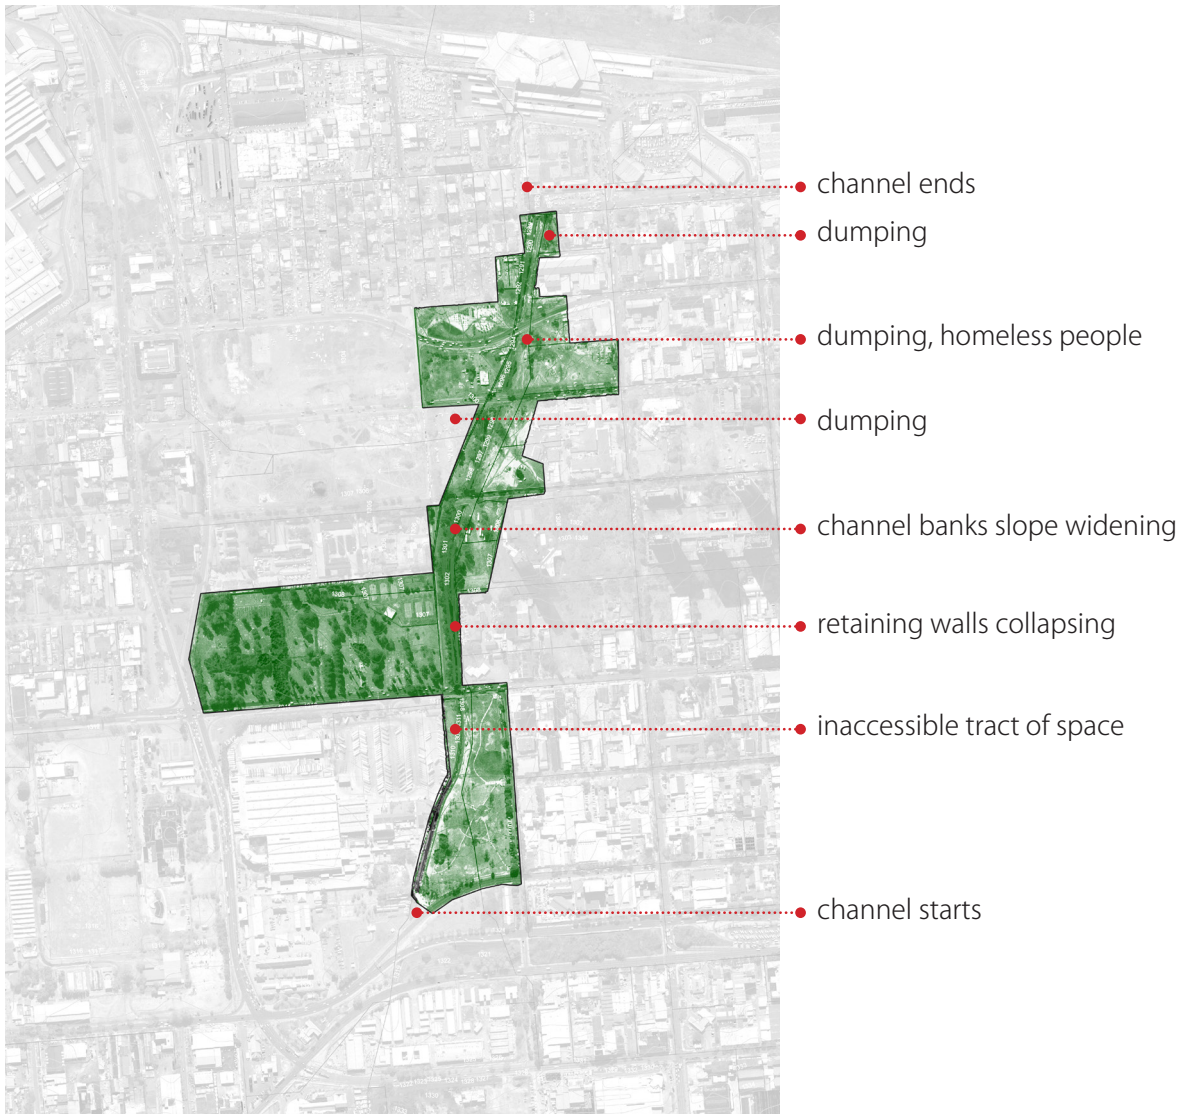 channel ends
dumping
dumping, homeless people
dumping
channel banks slope widening
retaining walls collapsing
inaccessible tract of space
channel starts